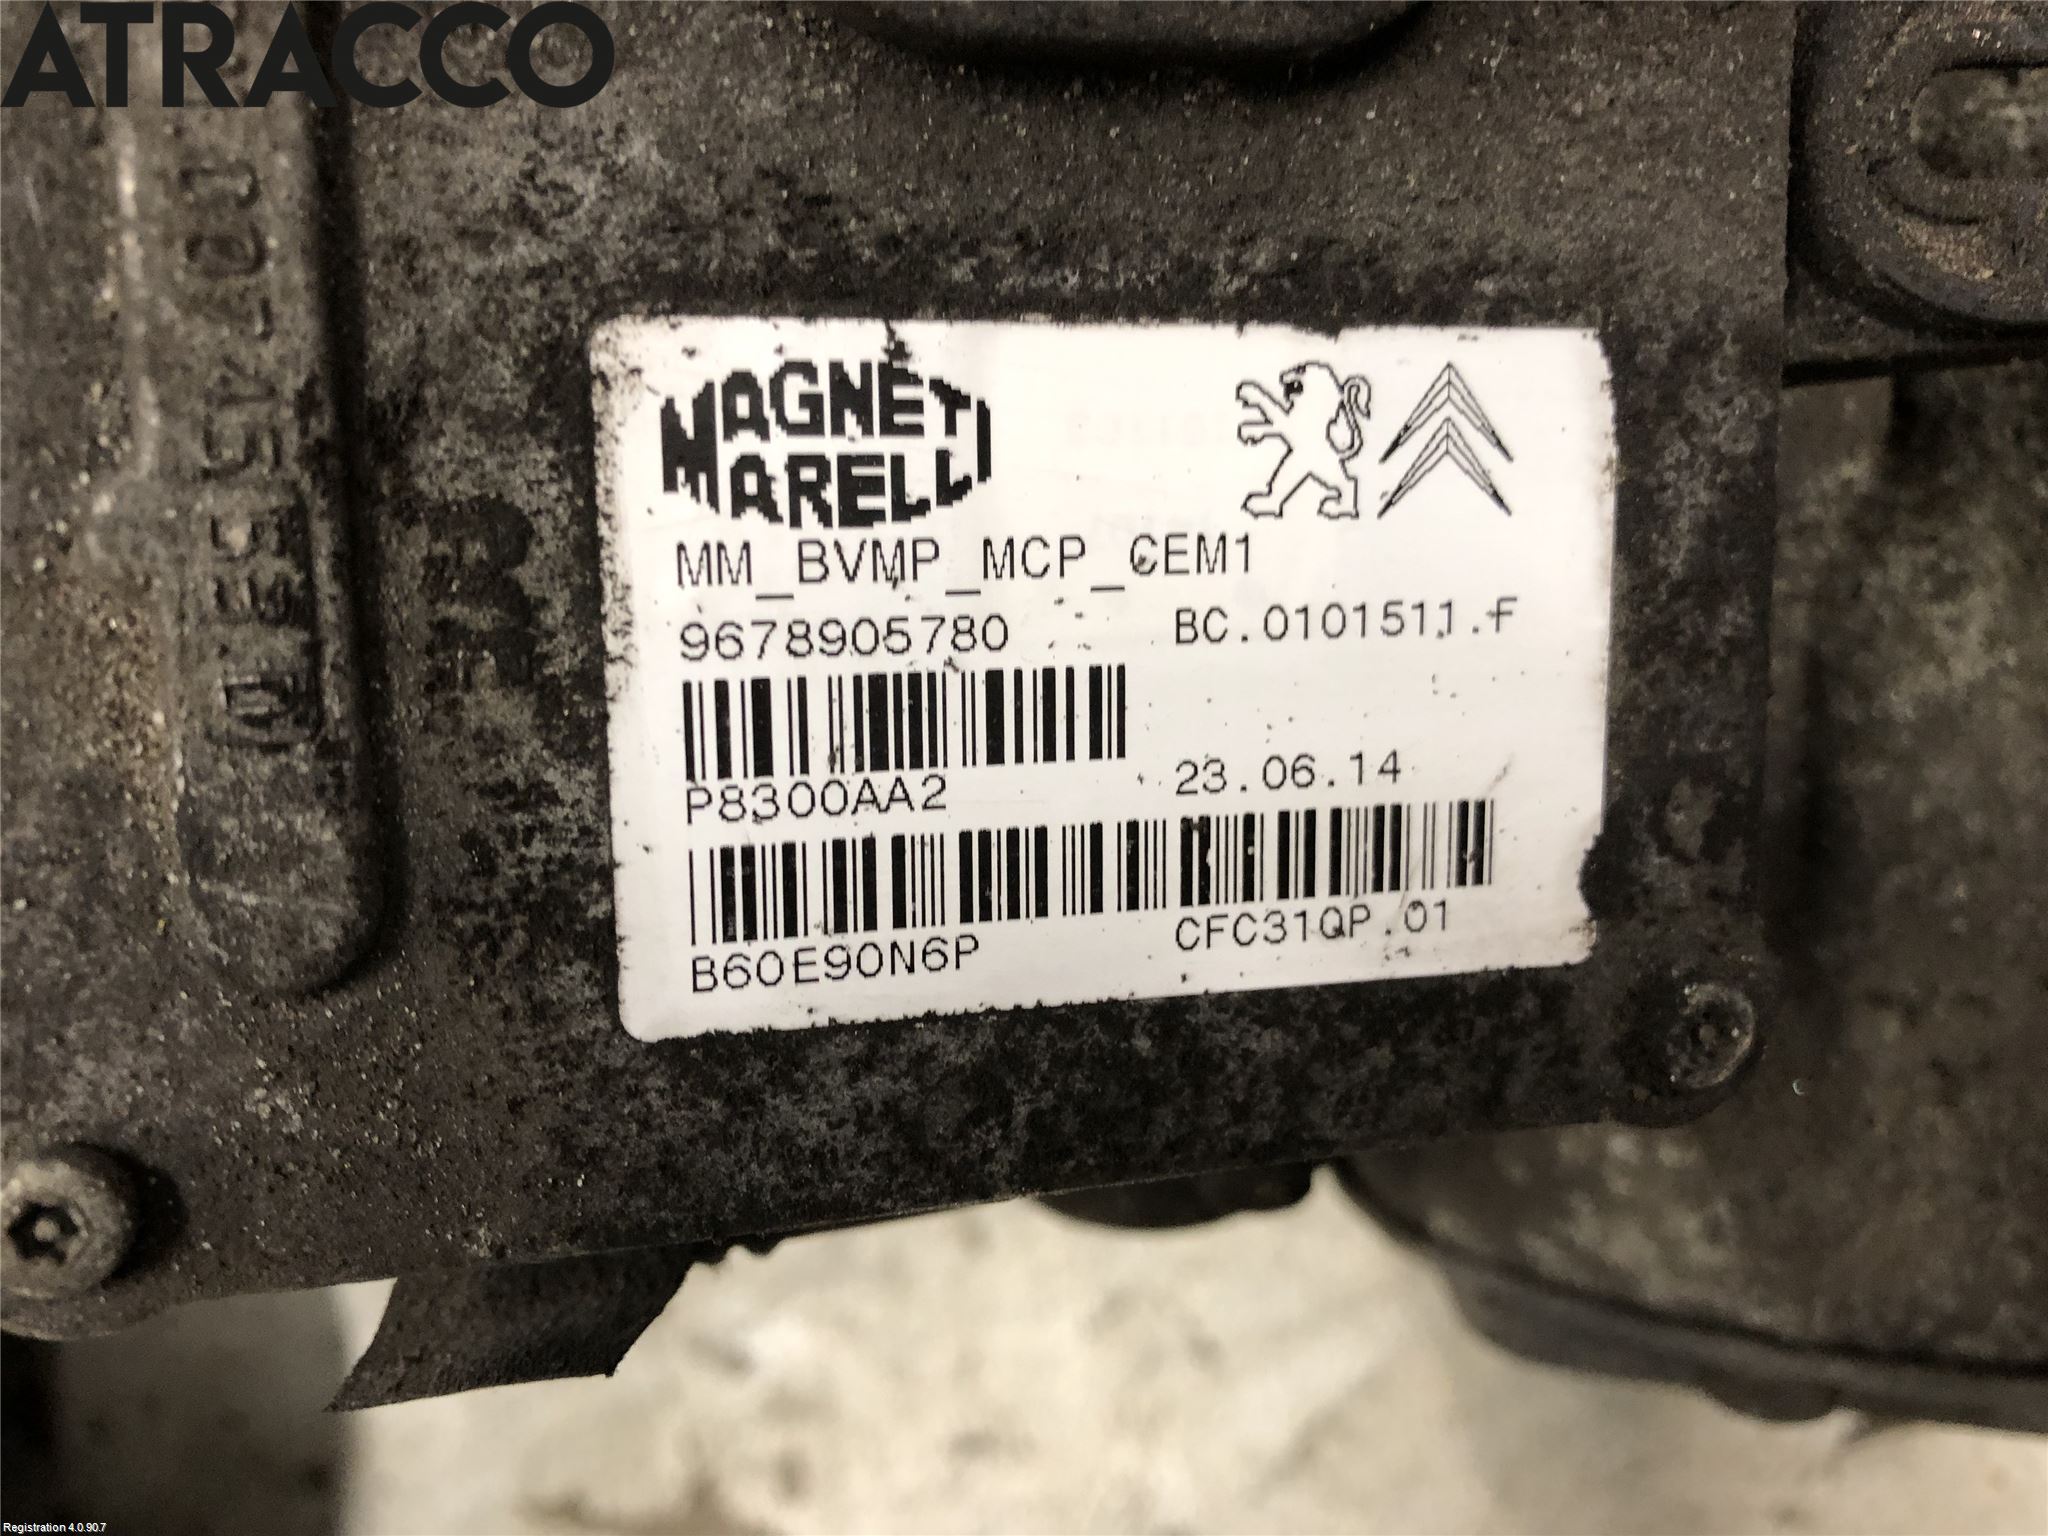 ATRACCO
MAGNETI
MARELLI
MM_BVMP_MCP_CEM1
9678905780 BC.0101511.F
P8300AA2 23.06.14
B60E90N6P CFC31QP.01
Registration 4.0.90.7